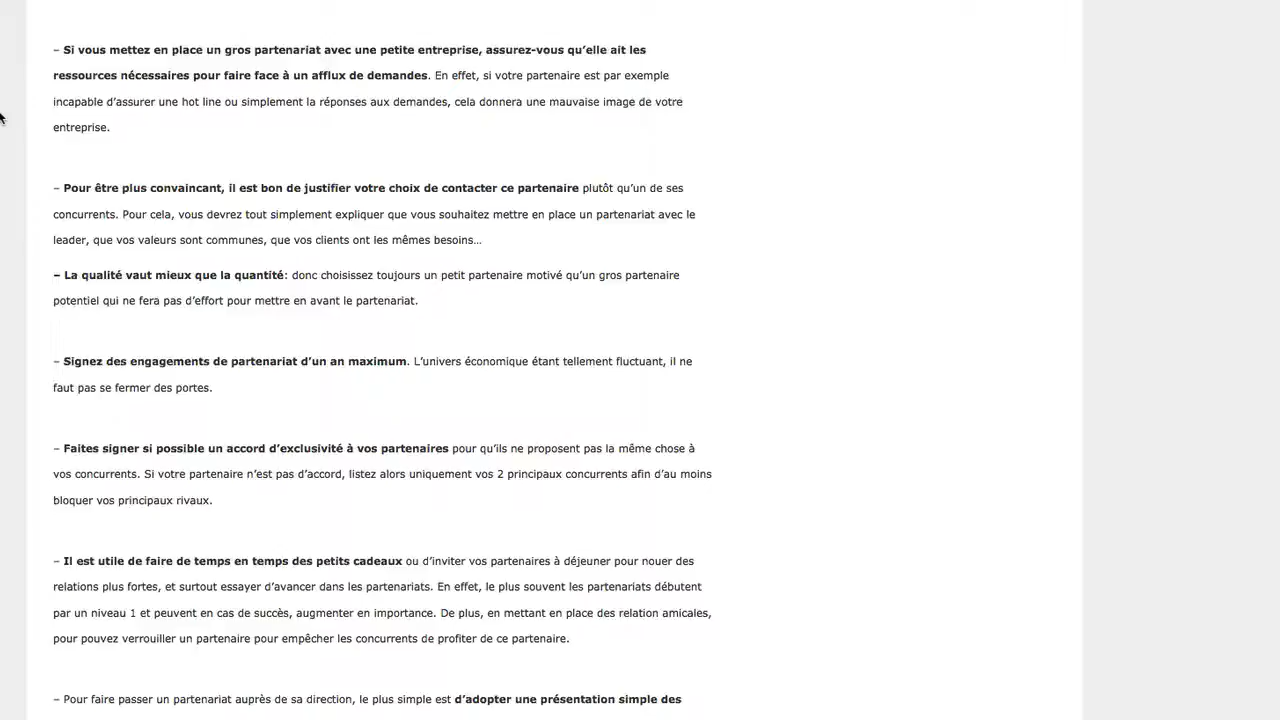 – Si vous mettez en place un gros partenariat avec une petite entreprise, assurez-vous qu’elle ait les
ressources nécessaires pour faire face à un afflux de demandes. En effet, si votre partenaire est par exemple
incapable d’assurer une hot line ou simplement la réponses aux demandes, cela donnera une mauvaise image de votre
entreprise.
– Pour être plus convaincant, il est bon de justifier votre choix de contacter ce partenaire plutôt qu’un de ses
concurrents. Pour cela, vous devrez tout simplement expliquer que vous souhaitez mettre en place un partenariat avec le
leader, que vos valeurs sont communes, que vos clients ont les mêmes besoins…
– La qualité vaut mieux que la quantité: donc choisissez toujours un petit partenaire motivé qu’un gros partenaire
potentiel qui ne fera pas d’effort pour mettre en avant le partenariat.
– Signez des engagements de partenariat d’un an maximum. L’univers économique étant tellement fluctuant, il ne
faut pas se fermer des portes.
– Faites signer si possible un accord d’exclusivité à vos partenaires pour qu’ils ne proposent pas la même chose à
vos concurrents. Si votre partenaire n’est pas d’accord, listez alors uniquement vos 2 principaux concurrents afin d’au moins
bloquer vos principaux rivaux.
– Il est utile de faire de temps en temps des petits cadeaux ou d’inviter vos partenaires à déjeuner pour nouer des
relations plus fortes, et surtout essayer d’avancer dans les partenariats. En effet, le plus souvent les partenariats débutent
par un niveau 1 et peuvent en cas de succès, augmenter en importance. De plus, en mettant en place des relation amicales,
pour pouvez verrouiller un partenaire pour empêcher les concurrents de profiter de ce partenaire.
– Pour faire passer un partenariat auprès de sa direction, le plus simple est d’adopter une présentation simple des